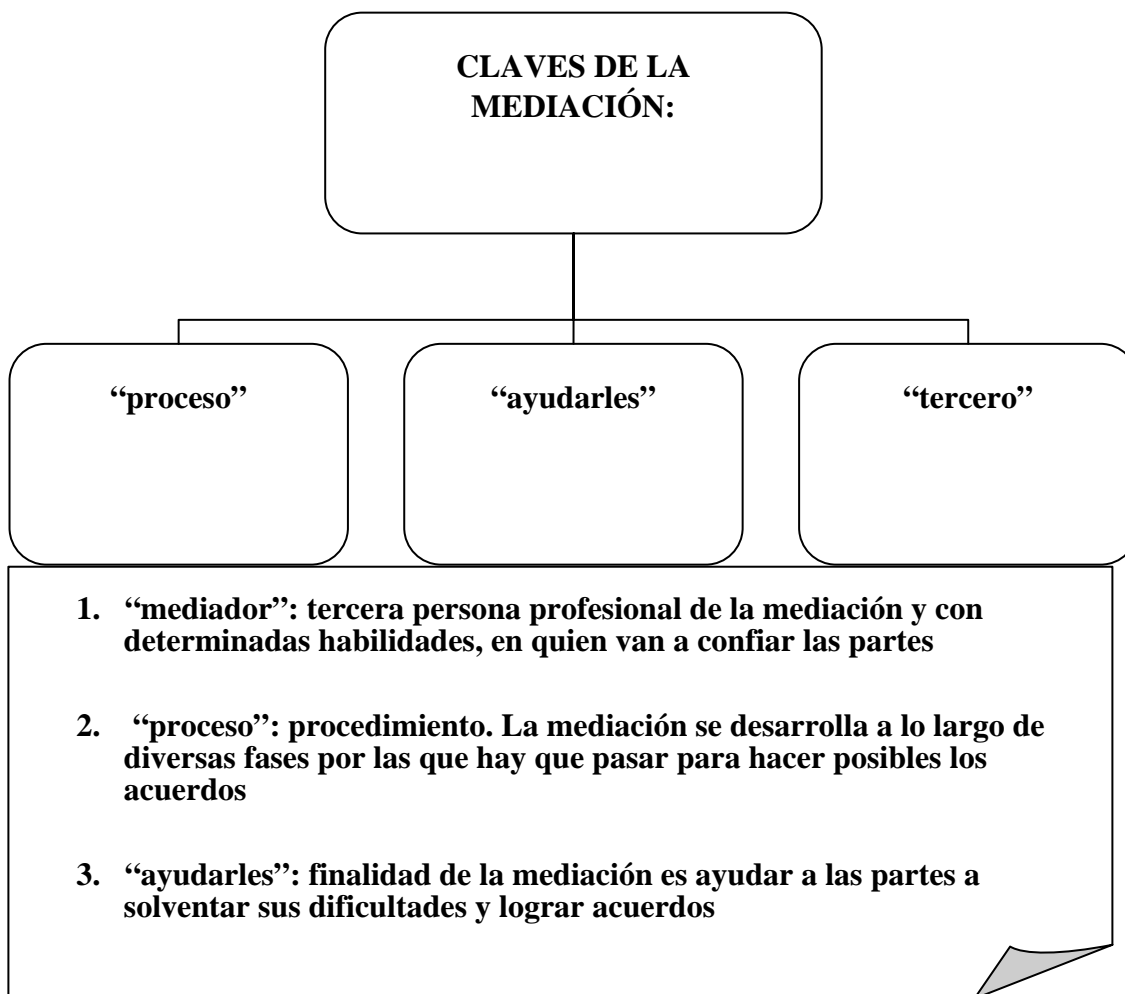 CLAVES DE LA
MEDIACIÓN:
“proceso”
“ayudarles”
“tercero”
1. “mediador”: tercera persona profesional de la mediación y con
determinadas habilidades, en quien van a confiar las partes
2. “proceso”: procedimiento. La mediación se desarrolla a lo largo de
diversas fases por las que hay que pasar para hacer posibles los
acuerdos
3. “ayudarles”: finalidad de la mediación es ayudar a las partes a
solventar sus dificultades y lograr acuerdos